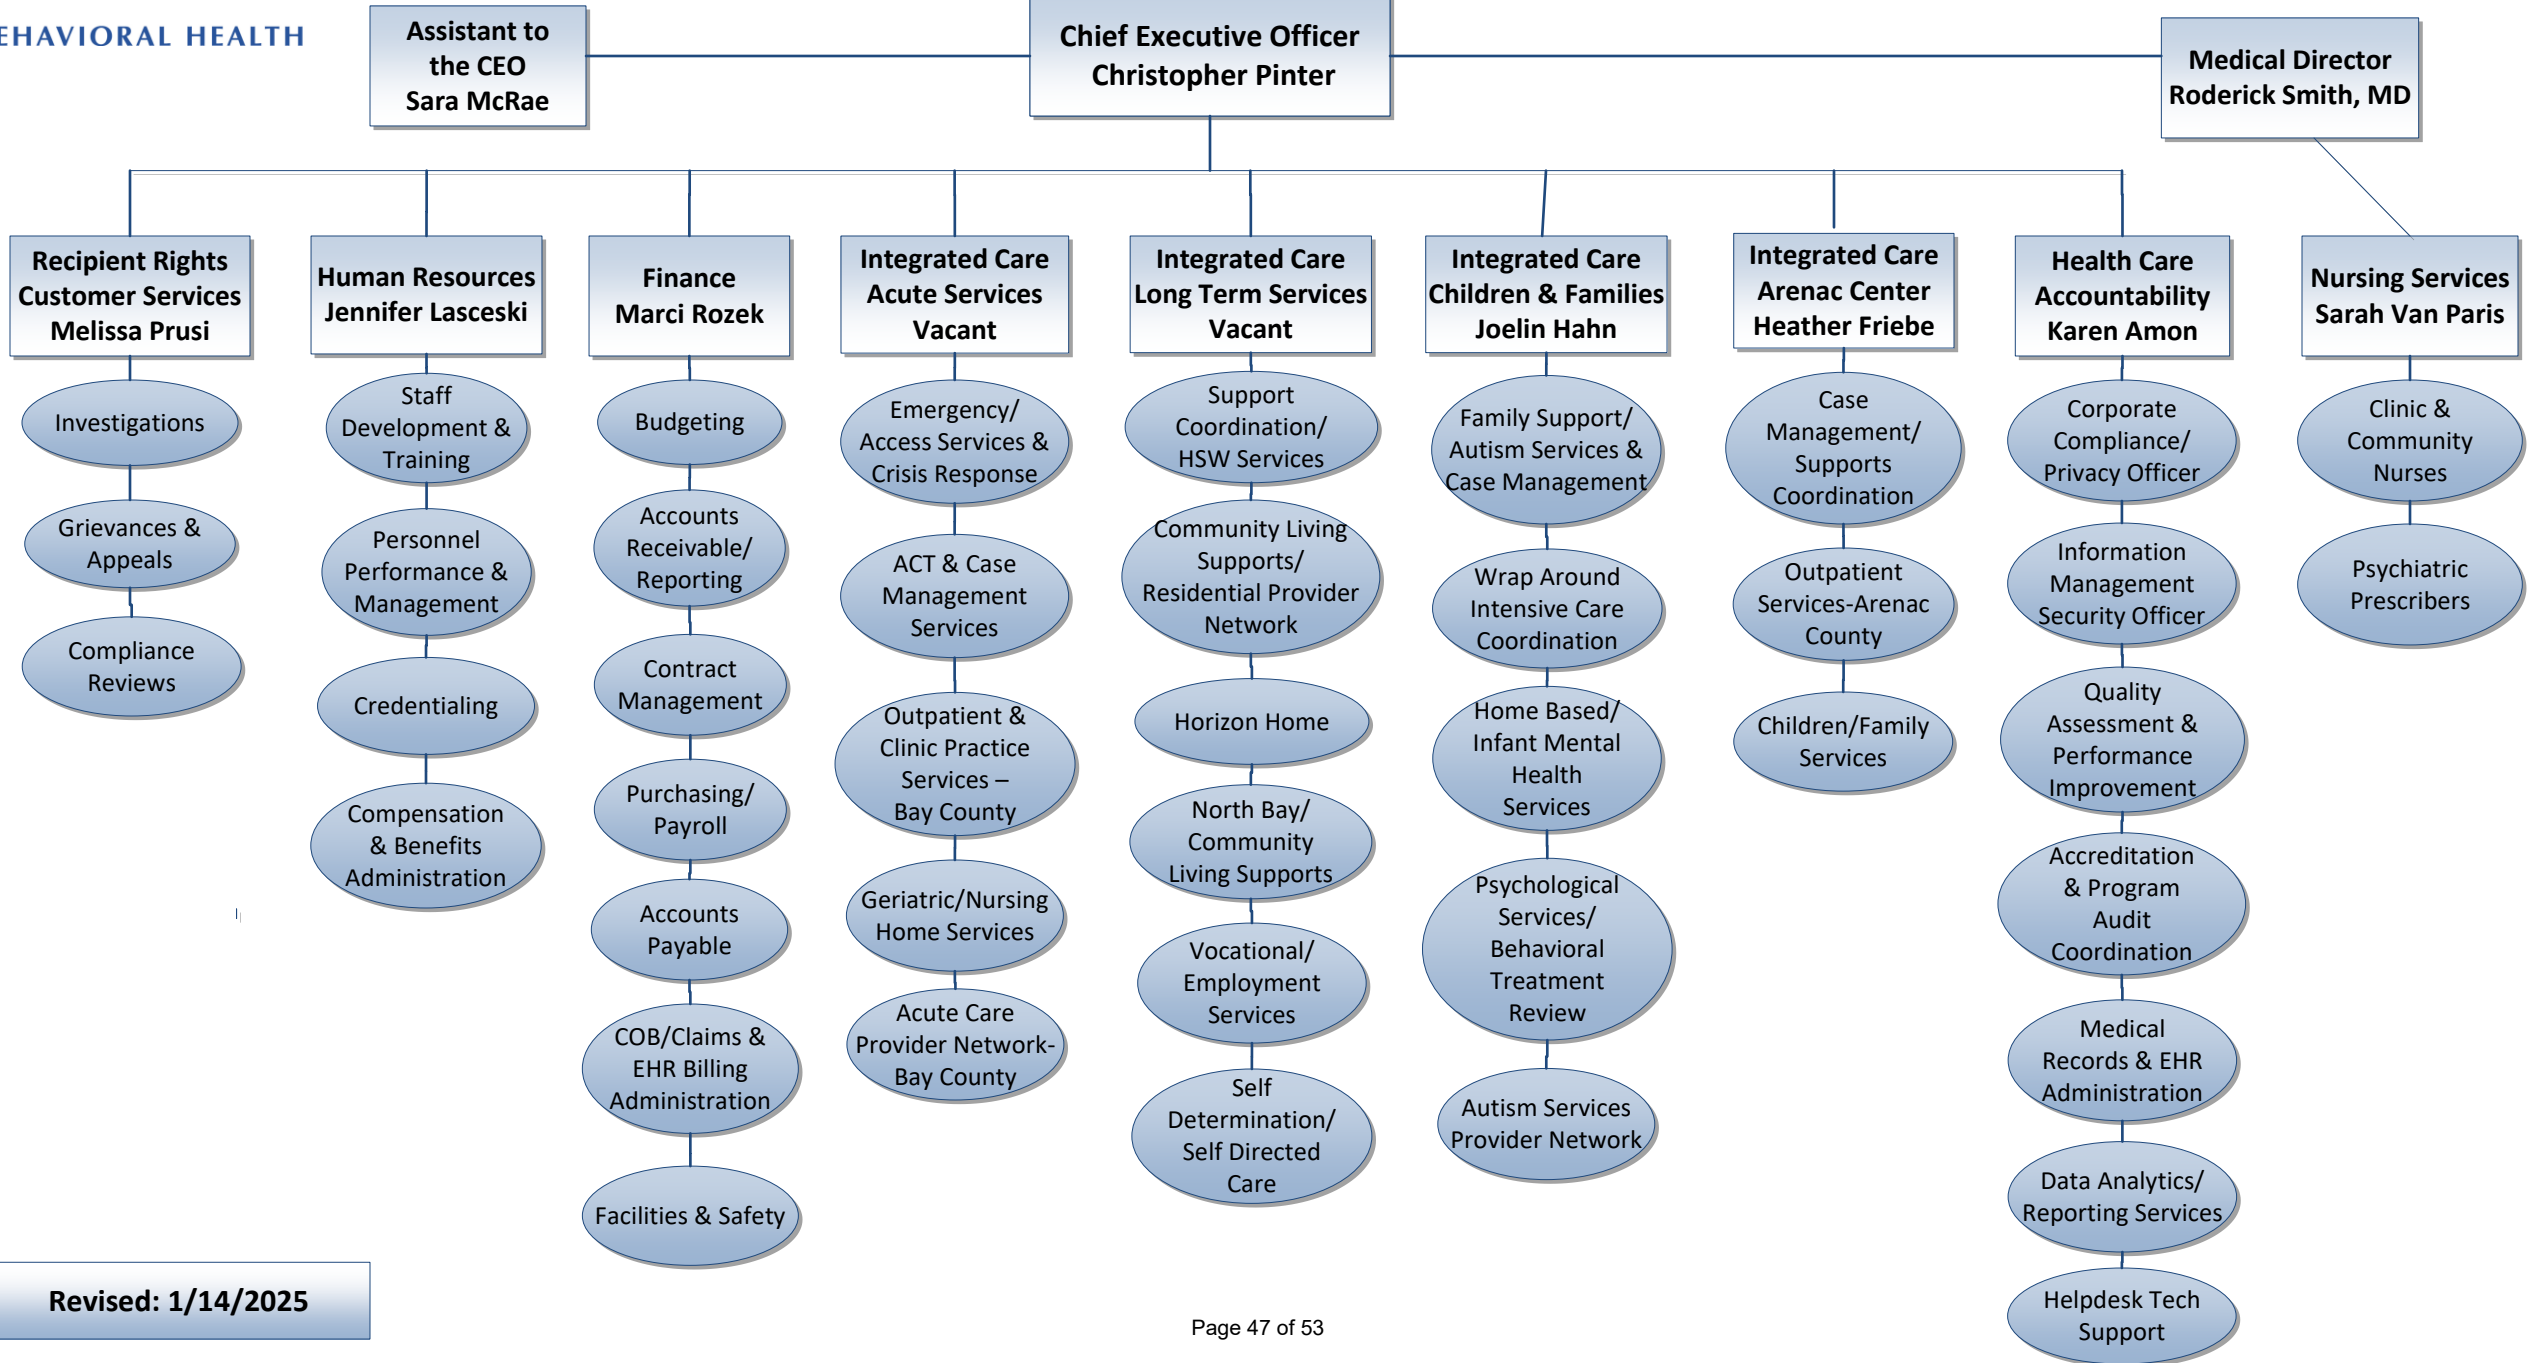 EHAVIORAL HEALTH
Assistant to
the CEO
Sara McRae
Chief Executive Officer
Christopher Pinter
Medical Director
Roderick Smith, MD
Recipient Rights
Customer Services
Melissa Prusi
Human Resources
Jennifer Lasceski
Finance
Marci Rozek
Integrated Care
Acute Services
Vacant
Integrated Care
Long Term Services
Vacant
Integrated Care
Children & Families
Joelin Hahn
Integrated Care
Arenac Center
Heather Friebe
Health Care
Accountability
Karen Amon
Nursing Services
Sarah Van Paris
Investigations
Grievances &
Appeals
Compliance
Reviews
Staff
Development &
Training
Personnel
Performance &
Management
Credentialing
Compensation
& Benefits
Administration
Budgeting
Accounts
Receivable/
Reporting
Contract
Management
Purchasing/
Payroll
Accounts
Payable
COB/Claims &
EHR Billing
Administration
Facilities & Safety
Emergency/
Access Services &
Crisis Response
ACT & Case
Management
Services
Outpatient &
Clinic Practice
Services –
Bay County
Geriatric/Nursing
Home Services
Acute Care
Provider Network-
Bay County
Support
Coordination/
HSW Services
Community Living
Supports/
Residential Provider
Network
Horizon Home
North Bay/
Community
Living Supports
Vocational/
Employment
Services
Self
Determination/
Self Directed
Care
Family Support/
Autism Services &
Case Management
Wrap Around
Intensive Care
Coordination
Home Based/
Infant Mental
Health
Services
Psychological
Services/
Behavioral
Treatment
Review
Autism Services
Provider Network
Case
Management/
Supports
Coordination
Outpatient
Services-Arenac
County
Children/Family
Services
Corporate
Compliance/
Privacy Officer
Information
Management
Security Officer
Quality
Assessment &
Performance
Improvement
Accreditation
& Program
Audit
Coordination
Medical
Records & EHR
Administration
Data Analytics/
Reporting Services
Helpdesk Tech
Support
Clinic &
Community
Nurses
Psychiatric
Prescribers
Revised: 1/14/2025
Page 47 of 53